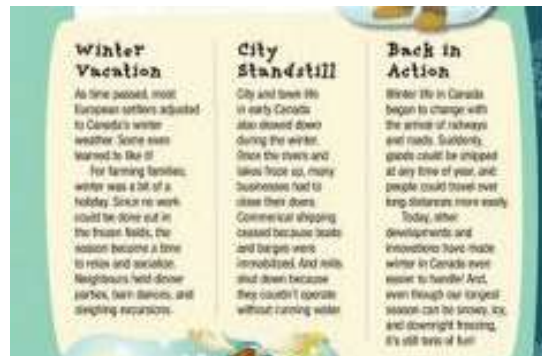 Winter
Vacation
As time passed, most
European settlers adjusted
to Canada's winter
weather. Some even
learned to like it!
For farming families,
winter was a bit of a
holiday. Since no work
could be done out in
the frozen fields, the
season became a time
to relax and socialize.
Neighbours held dinner
parties, barn dances, and
sleighing excursions.
City
Standstill
City and town life
in early Canada
also slowed down
during the winter.
Once the rivers and
lakes froze up, many
businesses had to
close their doors.
Commercial shipping
ceased because boats
and barges were
immobilized. And mills
shut down because
they couldn't operate
without running water.
Back in
Action
Winter life in Canada
began to change with
the arrival of railways
and roads. Suddenly,
goods could be shipped
at any time of year, and
people could travel over
long distances more easily.
Today, other
developments and
innovations have made
winter in Canada even
easier to handle! And,
even though our longest
season can be snowy, icy,
and downright freezing,
it's still tons of fun!